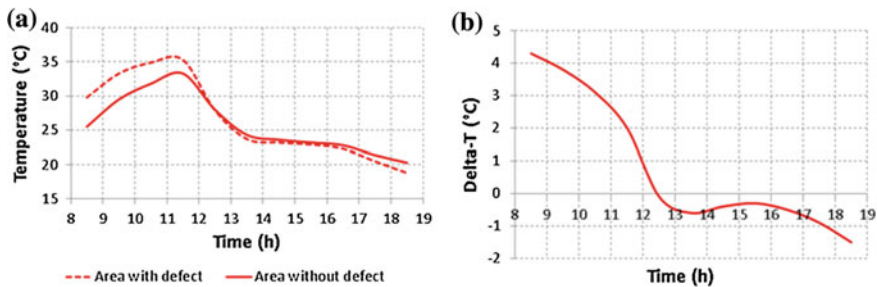 (a)
Temperature (°C)
40
35
30
25
20
15
8 9 10 11 12 13 14 15 16 17 18 19
Time (h)
Area with defect Area without defect
(b)
Delta-T (°C)
5
4
3
2
1
0
-1
-2
8 9 10 11 12 13 14 15 16 17 18 19
Time (h)